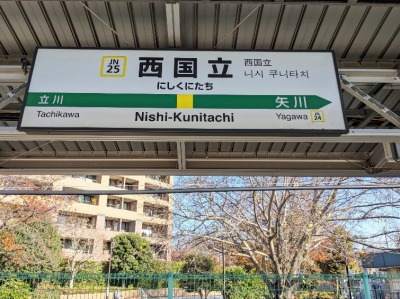 JN
25
西国立
にしくにたち
西国立
니시 쿠니타치
立川
矢川
Tachikawa
Nishi-Kunitachi
Yagawa
24